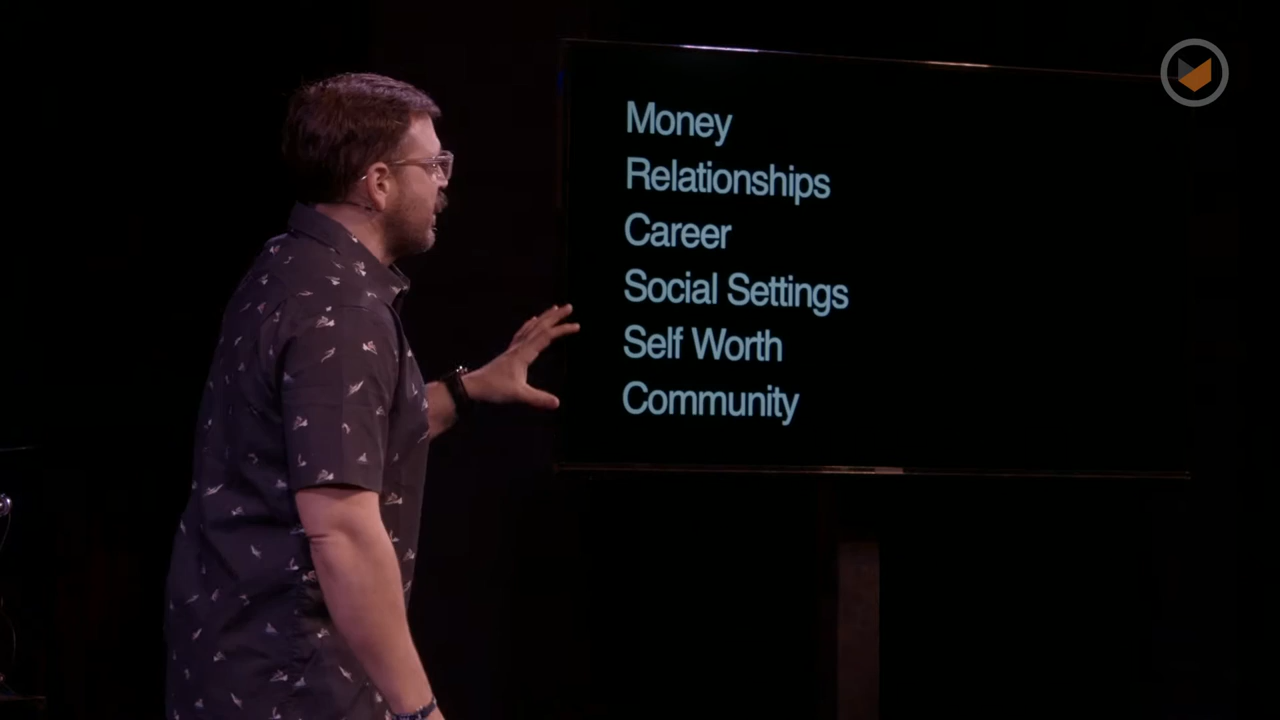 Money
Relationships
Career
Social Settings
Self Worth
Community